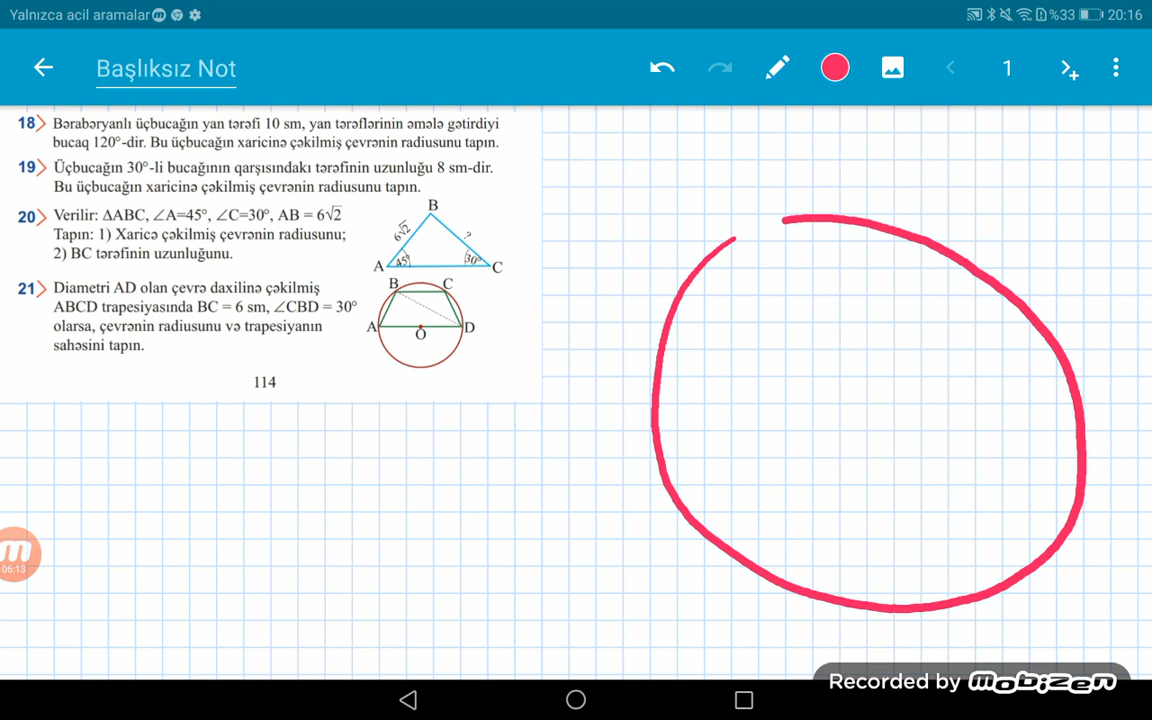 Yalnızca acil aramalar
%33 20:16
Başlıksız Not
1
18 Bərabəryanlı üçbucağın yan tərəfi 10 sm, yan tərəflərinin əmələ gətirdiyi
bucaq 120°-dir. Bu üçbucağın xaricinə çəkilmiş çevrənin radiusunu tapın.
19 Üçbucağın 30°-li bucağının qarşısındakı tərəfinin uzunluğu 8 sm-dir.
Bu üçbucağın xaricinə çəkilmiş çevrənin radiusunu tapın.
20 Verilir: ΔABC, ∠A=45°, ∠C=30°, AB = 6√2
Tapın: 1) Xaricə çəkilmiş çevrənin radiusunu;
2) BC tərəfinin uzunluğunu.
B
6√2
?
A
45°
30°
C
21 Diametri AD olan çevrə daxilinə çəkilmiş
ABCD trapesiyasında BC = 6 sm, ∠CBD = 30°
olarsa, çevrənin radiusunu və trapesiyanın
sahəsini tapın.
B
C
A
D
O
114
06:13
Recorded by mobizen